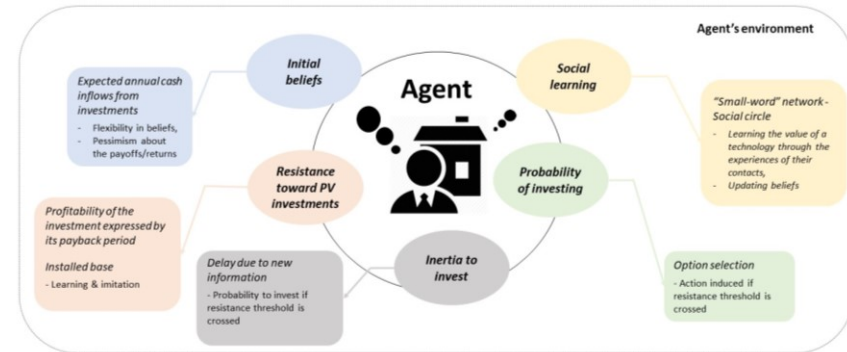 Agent's environment
Initial
beliefs
Social
learning
Agent
Expected annual cash
inflows from
investments
- Flexibility in beliefs,
- Pessimism about
the payoffs/returns
"Small-word" network -
Social circle
- Learning the value of a
technology through the
experiences of their
contacts,
- Updating beliefs
Resistance
toward PV
investments
Probability
of investing
Profitability of the
investment expressed by
its payback period
Installed base
- Learning & imitation
Delay due to new
information
- Probability to invest if
resistance threshold is
crossed
Inertia to
invest
Option selection
- Action induced if
resistance threshold is
crossed